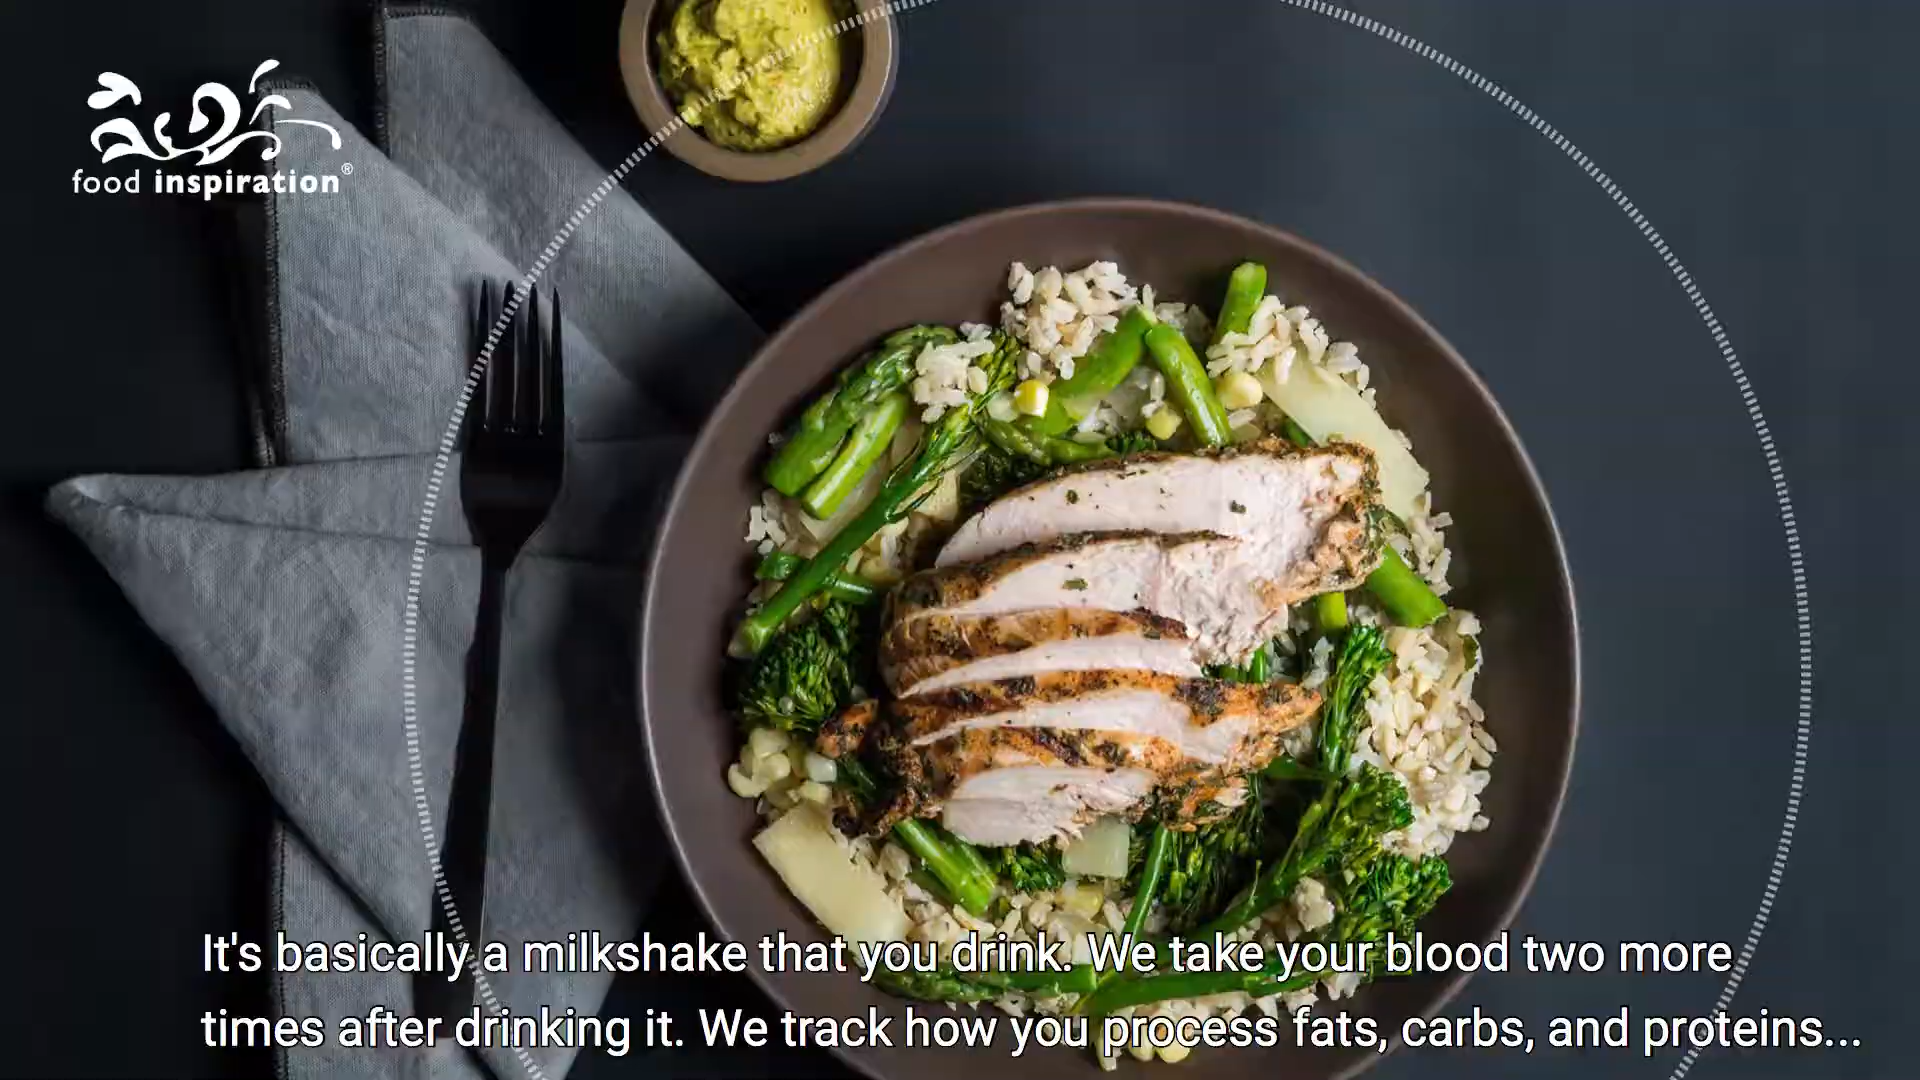 food inspiration®
It's basically a milkshake that you drink. We take your blood two more
times after drinking it. We track how you process fats, carbs, and proteins...